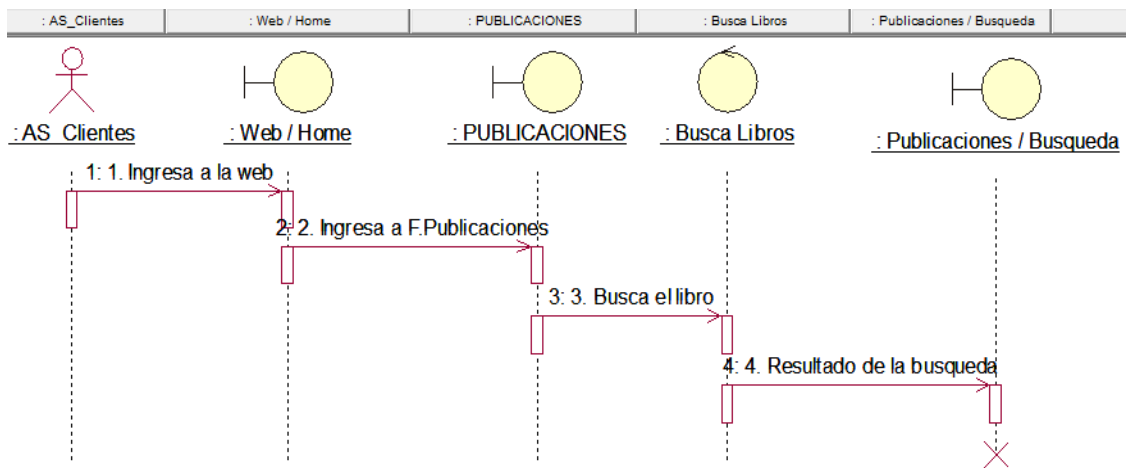 : AS_Clientes
: Web / Home
: PUBLICACIONES
: Busca Libros
: Publicaciones / Busqueda
: AS_Clientes
: Web / Home
: PUBLICACIONES
: Busca Libros
: Publicaciones / Busqueda
1: 1. Ingresa a la web
2: 2. Ingresa a F.Publicaciones
3: 3. Busca el libro
4: 4. Resultado de la busqueda